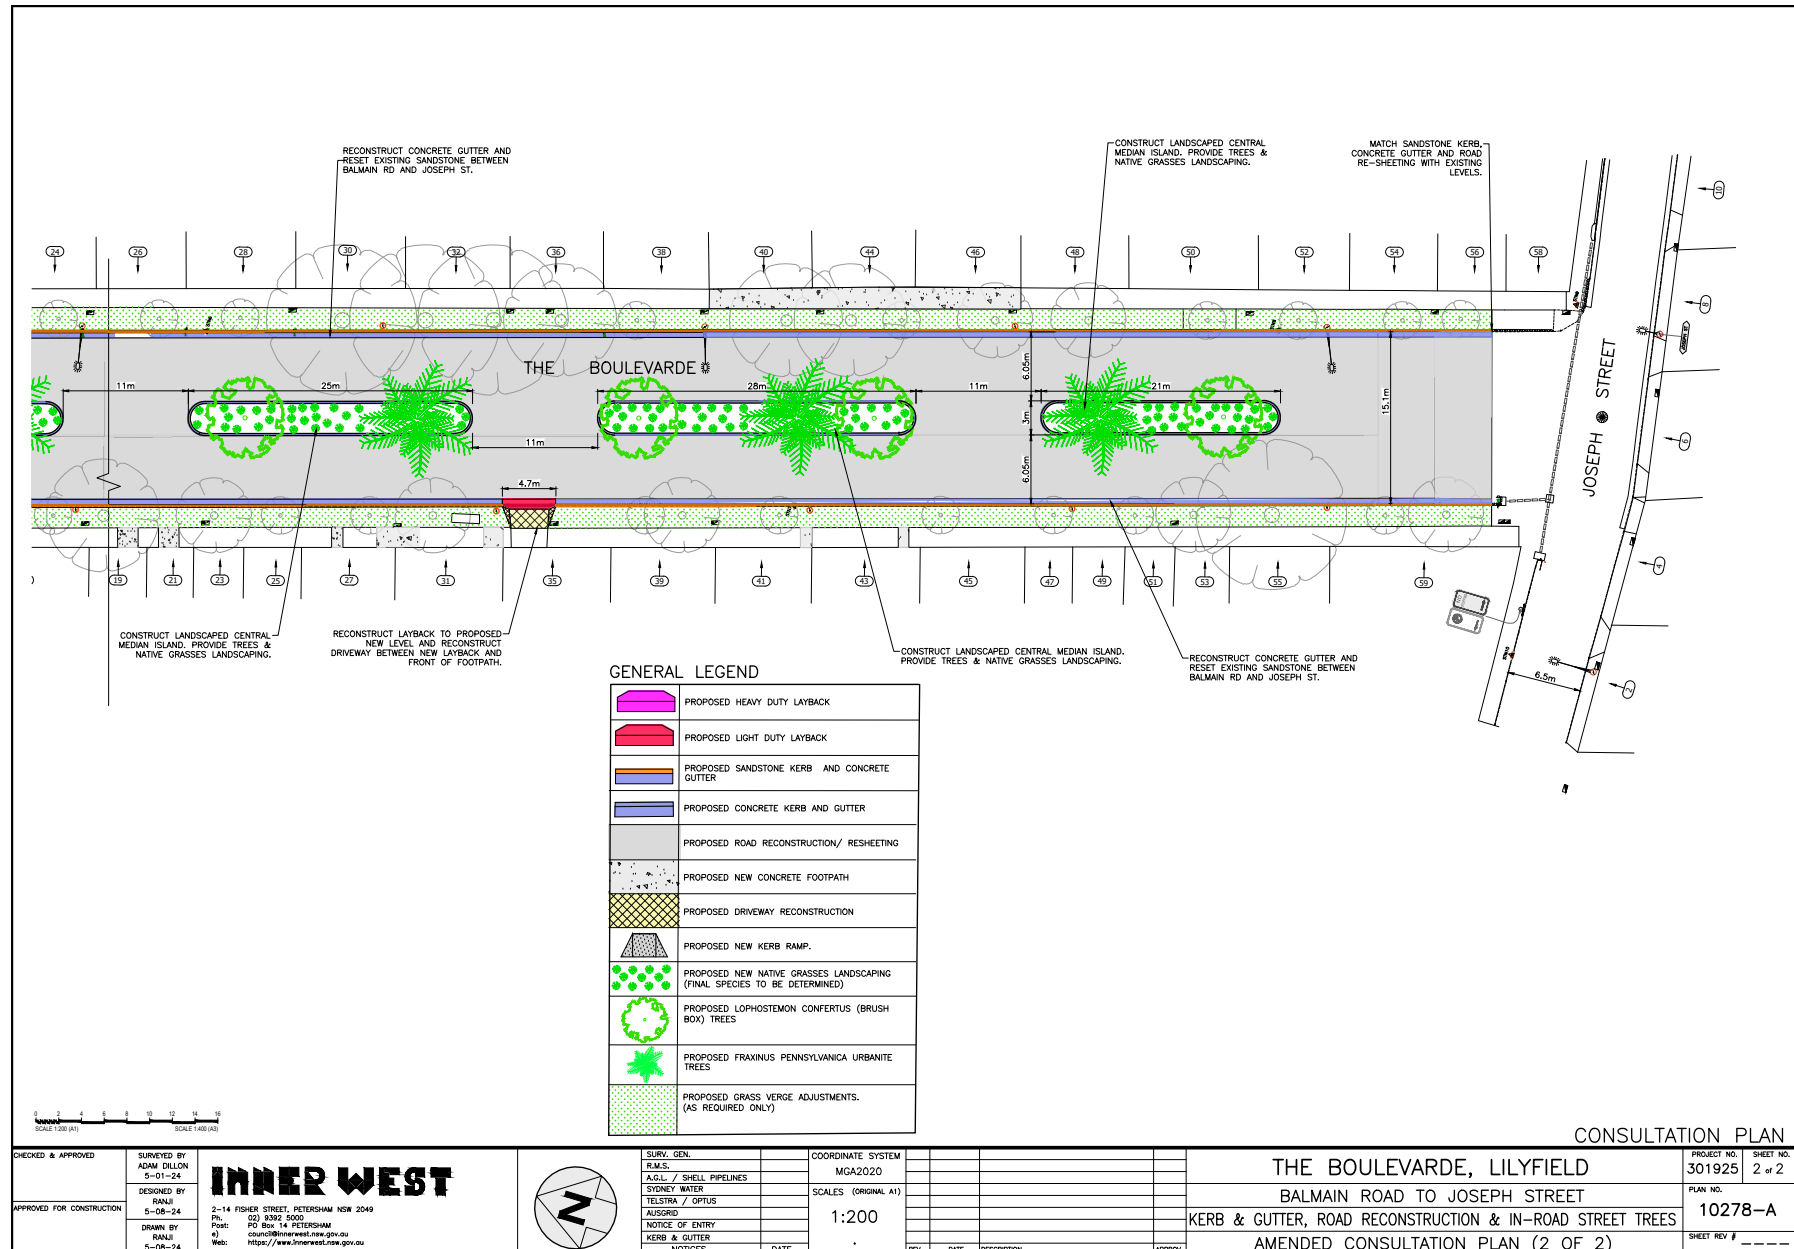 RECONSTRUCT CONCRETE GUTTER AND
RESET EXISTING SANDSTONE BETWEEN
BALMAIN RD AND JOSEPH ST.
CONSTRUCT LANDSCAPED CENTRAL
MEDIAN ISLAND. PROVIDE TREES &
NATIVE GRASSES LANDSCAPING.
MATCH SANDSTONE KERB,
CONCRETE GUTTER AND ROAD
RE-SHEETING WITH EXISTING
LEVELS.
24
26
28
30
32
36
38
40
44
46
48
50
52
54
56
58
10
8
6
4
2
THE BOULEVARDE
JOSEPH STREET
11m
25m
11m
28m
11m
21m
6.05m
3m
6.05m
15.1m
4.7m
6.5m
19
21
23
25
27
31
35
39
41
43
45
47
49
51
53
55
59
CONSTRUCT LANDSCAPED CENTRAL
MEDIAN ISLAND. PROVIDE TREES &
NATIVE GRASSES LANDSCAPING.
RECONSTRUCT LAYBACK TO PROPOSED
NEW LEVEL AND RECONSTRUCT
DRIVEWAY BETWEEN NEW LAYBACK AND
FRONT OF FOOTPATH.
CONSTRUCT LANDSCAPED CENTRAL MEDIAN ISLAND.
PROVIDE TREES & NATIVE GRASSES LANDSCAPING.
RECONSTRUCT CONCRETE GUTTER AND
RESET EXISTING SANDSTONE BETWEEN
BALMAIN RD AND JOSEPH ST.
GENERAL LEGEND
PROPOSED HEAVY DUTY LAYBACK
PROPOSED LIGHT DUTY LAYBACK
PROPOSED SANDSTONE KERB AND CONCRETE
GUTTER
PROPOSED CONCRETE KERB AND GUTTER
PROPOSED ROAD RECONSTRUCTION/ RESHEETING
PROPOSED NEW CONCRETE FOOTPATH
PROPOSED DRIVEWAY RECONSTRUCTION
PROPOSED NEW KERB RAMP.
PROPOSED NEW NATIVE GRASSES LANDSCAPING
(FINAL SPECIES TO BE DETERMINED)
PROPOSED LOPHOSTEMON CONFERTUS (BRUSH
BOX) TREES
PROPOSED FRAXINUS PENNSYLVANICA URBANITE
TREES
PROPOSED GRASS VERGE ADJUSTMENTS.
(AS REQUIRED ONLY)
0 2 4 6 8 10 12 14 16
SCALE 1:200 (A1) SCALE 1:400 (A3)
CONSULTATION PLAN
CHECKED & APPROVED
APPROVED FOR CONSTRUCTION
SURVEYED BY
ADAM DILLON
5-01-24
DESIGNED BY
RANJI
5-08-24
DRAWN BY
RANJI
5-08-24
INNER WEST
2-14 FISHER STREET, PETERSHAM NSW 2049
Ph. 02) 9392 5000
Post: PO Box 14 PETERSHAM
e) council@innerwest.nsw.gov.au
Web: https://www.innerwest.nsw.gov.au
N
SURV. GEN.
R.M.S.
A.G.L. / SHELL PIPELINES
SYDNEY WATER
TELSTRA / OPTUS
AUSGRID
NOTICE OF ENTRY
KERB & GUTTER
NOTICES DATE
COORDINATE SYSTEM
MGA2020
SCALES (ORIGINAL A1)
1:200
REV. DATE DESCRIPTION APPROV.
THE BOULEVARDE, LILYFIELD
BALMAIN ROAD TO JOSEPH STREET
KERB & GUTTER, ROAD RECONSTRUCTION & IN-ROAD STREET TREES
AMENDED CONSULTATION PLAN (2 OF 2)
PROJECT NO.
301925
SHEET NO.
2 of 2
PLAN NO.
10278-A
SHEET REV # ____